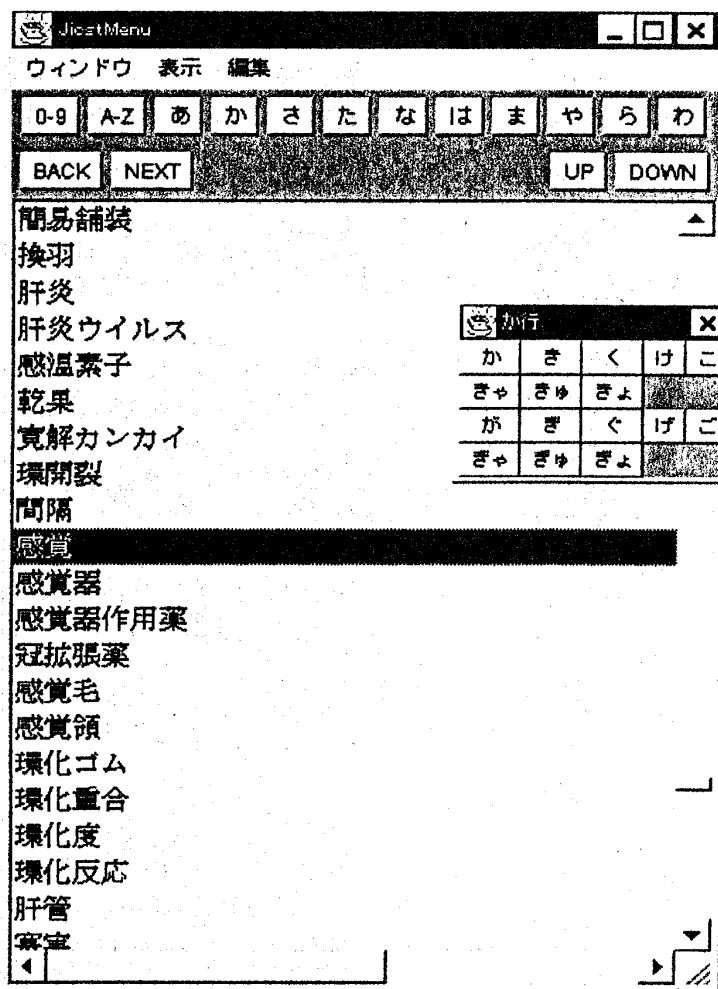 JicstMenu
ウィンドウ 表示 編集
0-9 A-Z あ か さ た な は ま や ら わ
BACK NEXT UP DOWN
簡易舗装
換羽
肝炎
肝炎ウイルス
感温素子
乾果
寛解カンカイ
環開裂
間隔
感覚
感覚器
感覚器作用薬
冠拡張薬
感覚毛
感覚領
環化ゴム
環化重合
環化度
環化反応
肝管
か行
か き く け こ
きゃ きゅ きょ
が ぎ ぐ げ ご
ぎゃ ぎゅ ぎょ